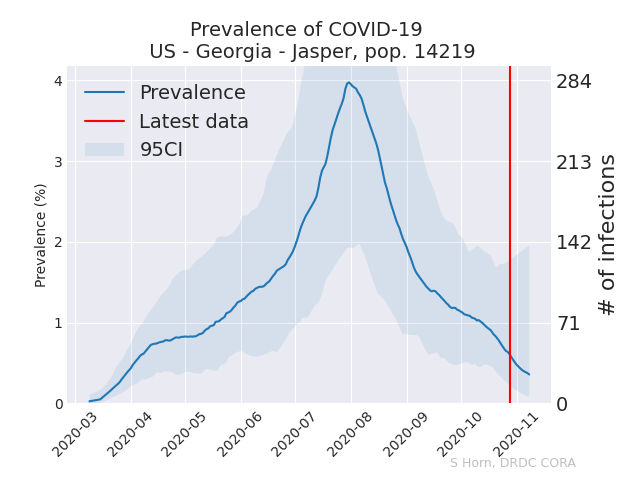 Prevalence of COVID-19
US - Georgia - Jasper, pop. 14219
Prevalence
Latest data
95CI
Prevalence (%)
4
3
2
1
0
284
213
142
71
0
# of infections
2020-03
2020-04
2020-05
2020-06
2020-07
2020-08
2020-09
2020-10
2020-11
S Horn, DRDC CORA